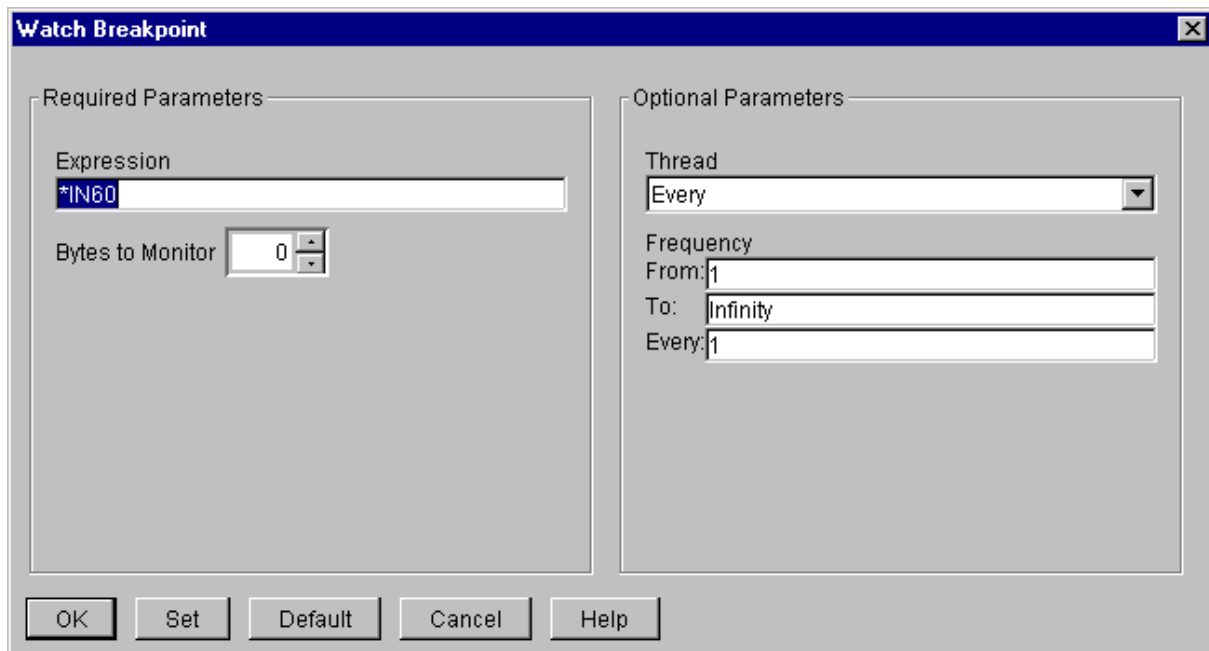 Watch Breakpoint
Required Parameters
Expression
*IN60
Bytes to Monitor 0
Optional Parameters
Thread
Every
Frequency
From: 1
To: Infinity
Every: 1
OK Set Default Cancel Help